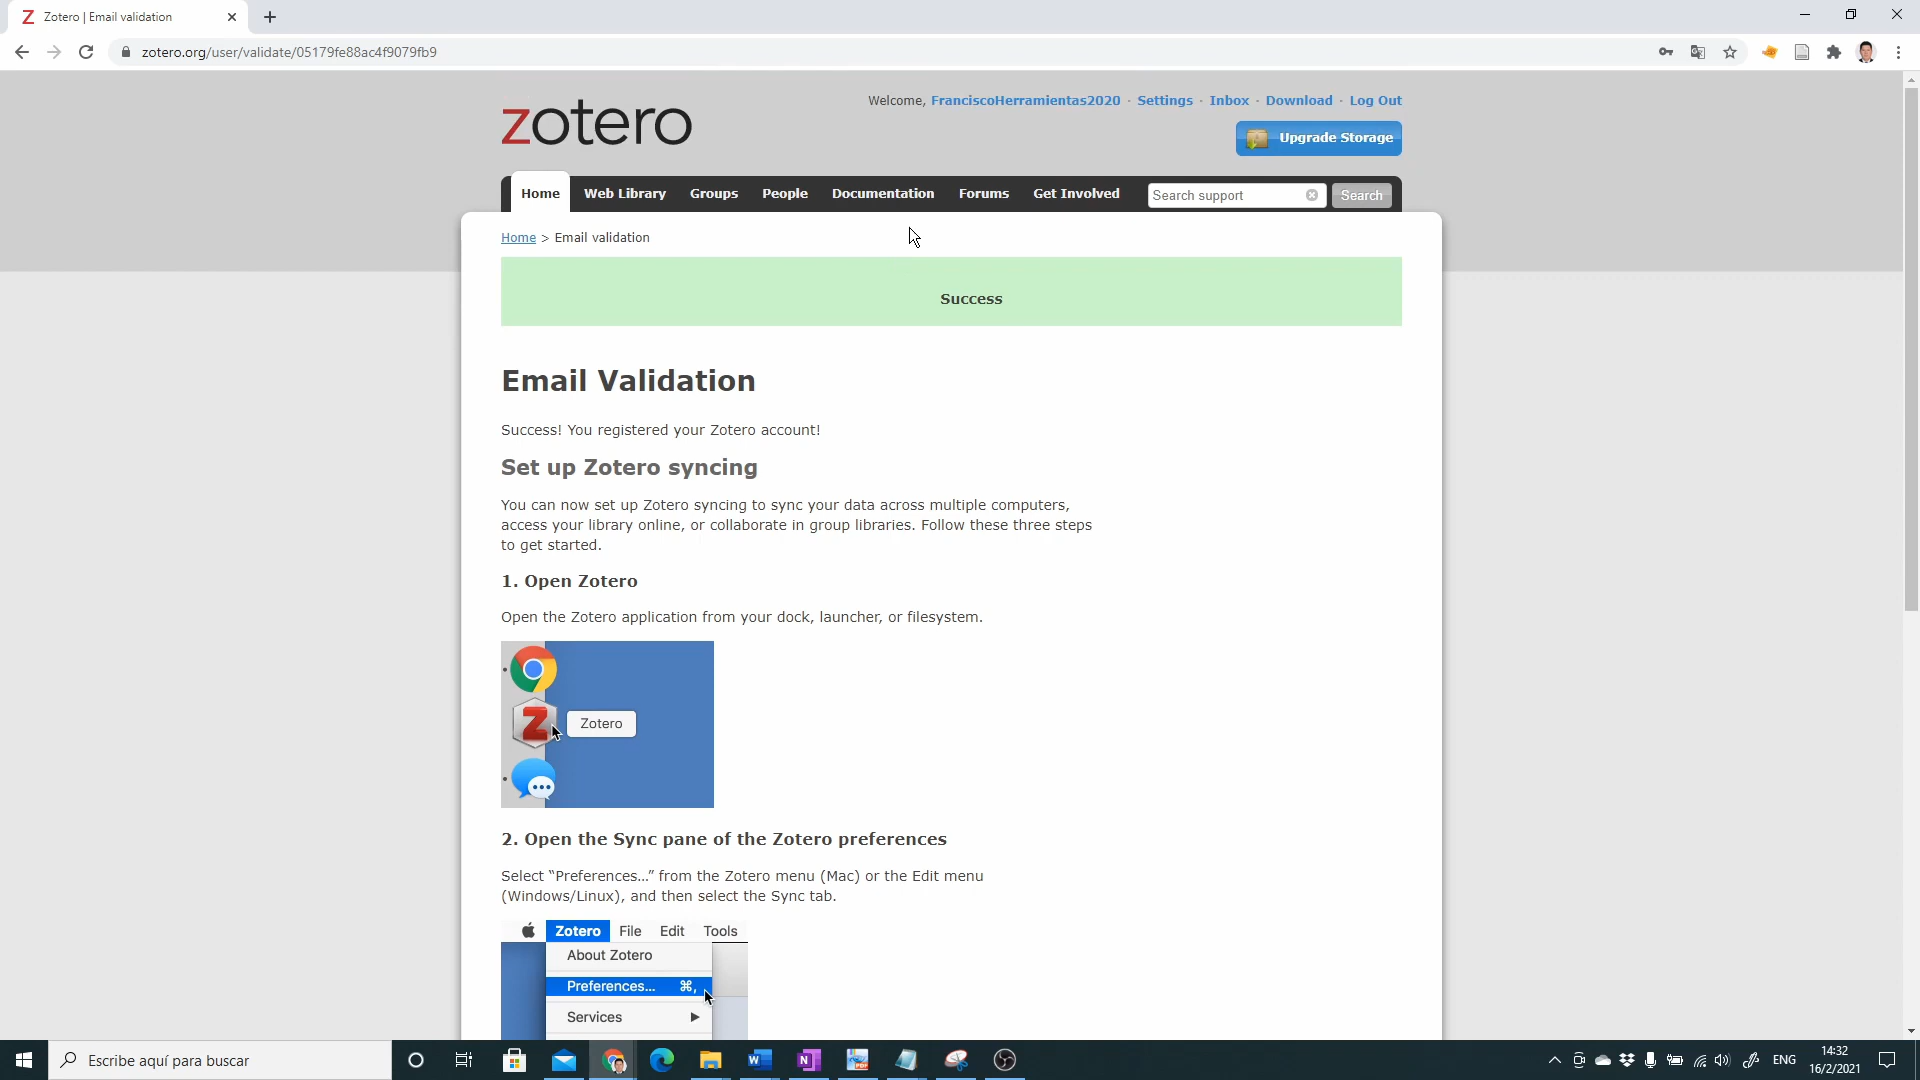 Zotero | Email validation
zotero.org/user/validate/05179fe88ac4f9079fb9
zotero
Welcome, FranciscoHerramientas2020 · Settings · Inbox · Download · Log Out
Upgrade Storage
Home Web Library Groups People Documentation Forums Get Involved Search support Search
Home > Email validation
Success
Email Validation
Success! You registered your Zotero account!
Set up Zotero syncing
You can now set up Zotero syncing to sync your data across multiple computers,
access your library online, or collaborate in group libraries. Follow these three steps
to get started.
1. Open Zotero
Open the Zotero application from your dock, launcher, or filesystem.
Zotero
2. Open the Sync pane of the Zotero preferences
Select “Preferences…” from the Zotero menu (Mac) or the Edit menu
(Windows/Linux), and then select the Sync tab.
Zotero File Edit Tools
About Zotero
Preferences... ⌘,
Services
Escribe aquí para buscar
ENG
14:32
16/2/2021